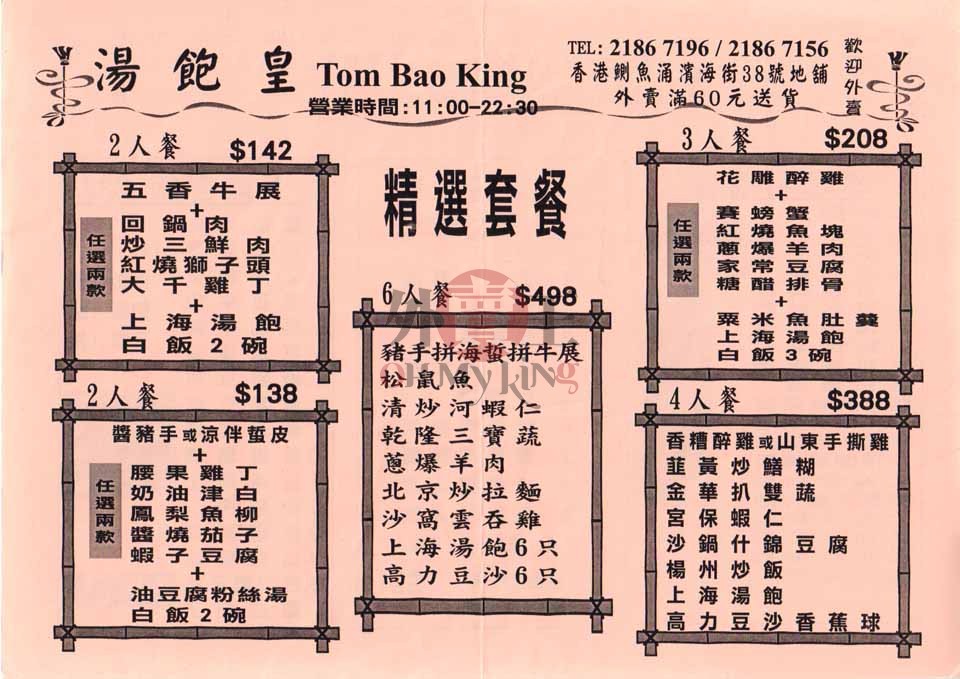 湯飽皇 Tom Bao King
營業時間:11:00-22:30
TEL: 2186 7196 / 2186 7156
香港鰂魚涌濱海街38號地舖
外賣滿60元送貨
歡迎外賣
精選套餐
2人餐 $142
五香牛展
+
任選兩款
回鍋肉
炒三鮮肉
紅燒獅子頭
大千雞丁
+
上海湯飽
白飯2碗
2人餐 $138
醬豬手或涼伴蜇皮
+
任選兩款
腰果雞丁
奶油津白
鳳梨魚柳
醬燒茄子
蝦子豆腐
+
油豆腐粉絲湯
白飯2碗
6人餐 $498
豬手拼海蜇拼牛展
松鼠魚
清炒河蝦仁
乾隆三寶蔬
蔥爆羊肉
北京炒拉麵
沙窩雲吞雞
上海湯飽6只
高力豆沙6只
外賣王
OhMyKing
3人餐 $208
花雕醉雞
+
任選兩款
賽螃蟹
紅燒魚塊
蔥爆羊肉
家常豆腐
糖醋排骨
+
粟米魚肚羹
上海湯飽
白飯3碗
4人餐 $388
香糟醉雞或山東手撕雞
韮黃炒鱔糊
金華扒雙蔬
宮保蝦仁
沙鍋什錦豆腐
楊州炒飯
上海湯飽
高力豆沙香蕉球